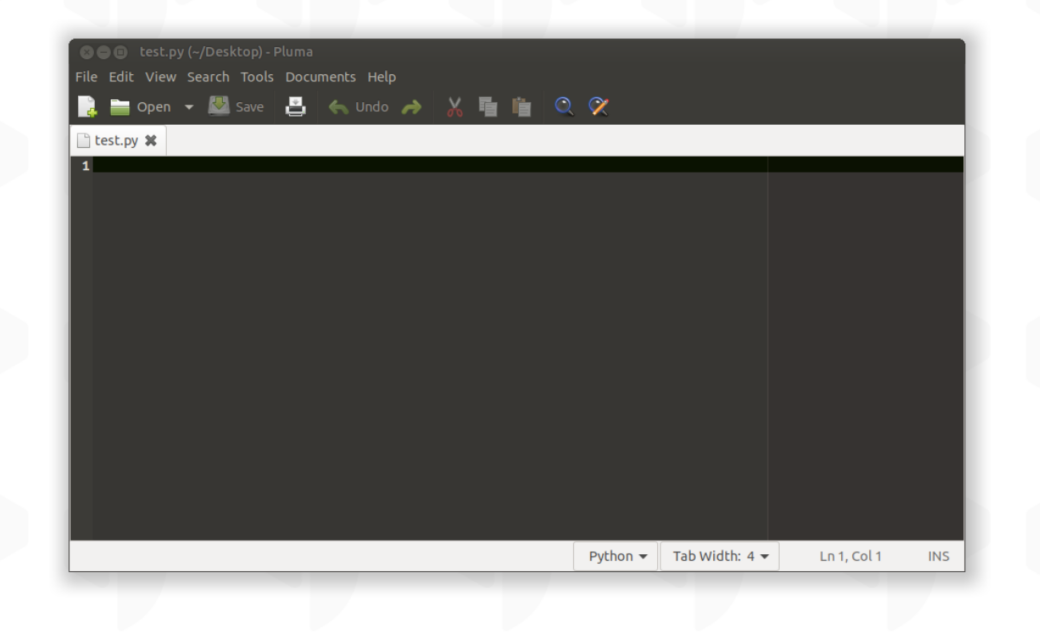 test.py (~/Desktop) - Pluma
File Edit View Search Tools Documents Help
Open Save Undo
test.py
1
Python Tab Width: 4 Ln 1, Col 1 INS